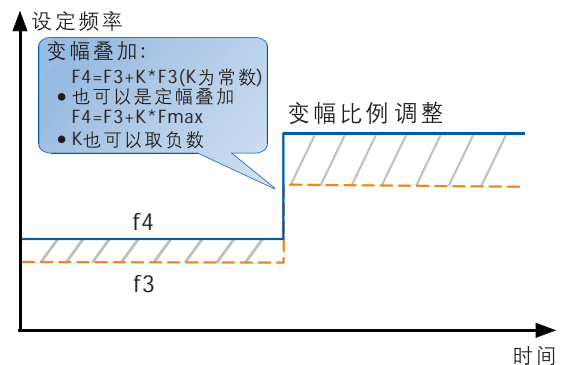 设定频率
变幅叠加:
F4=F3+K*F3(K为常数)
● 也可以是定幅叠加
F4=F3+K*Fmax
● K也可以取负数
变幅比例调整
f4
f3
时间